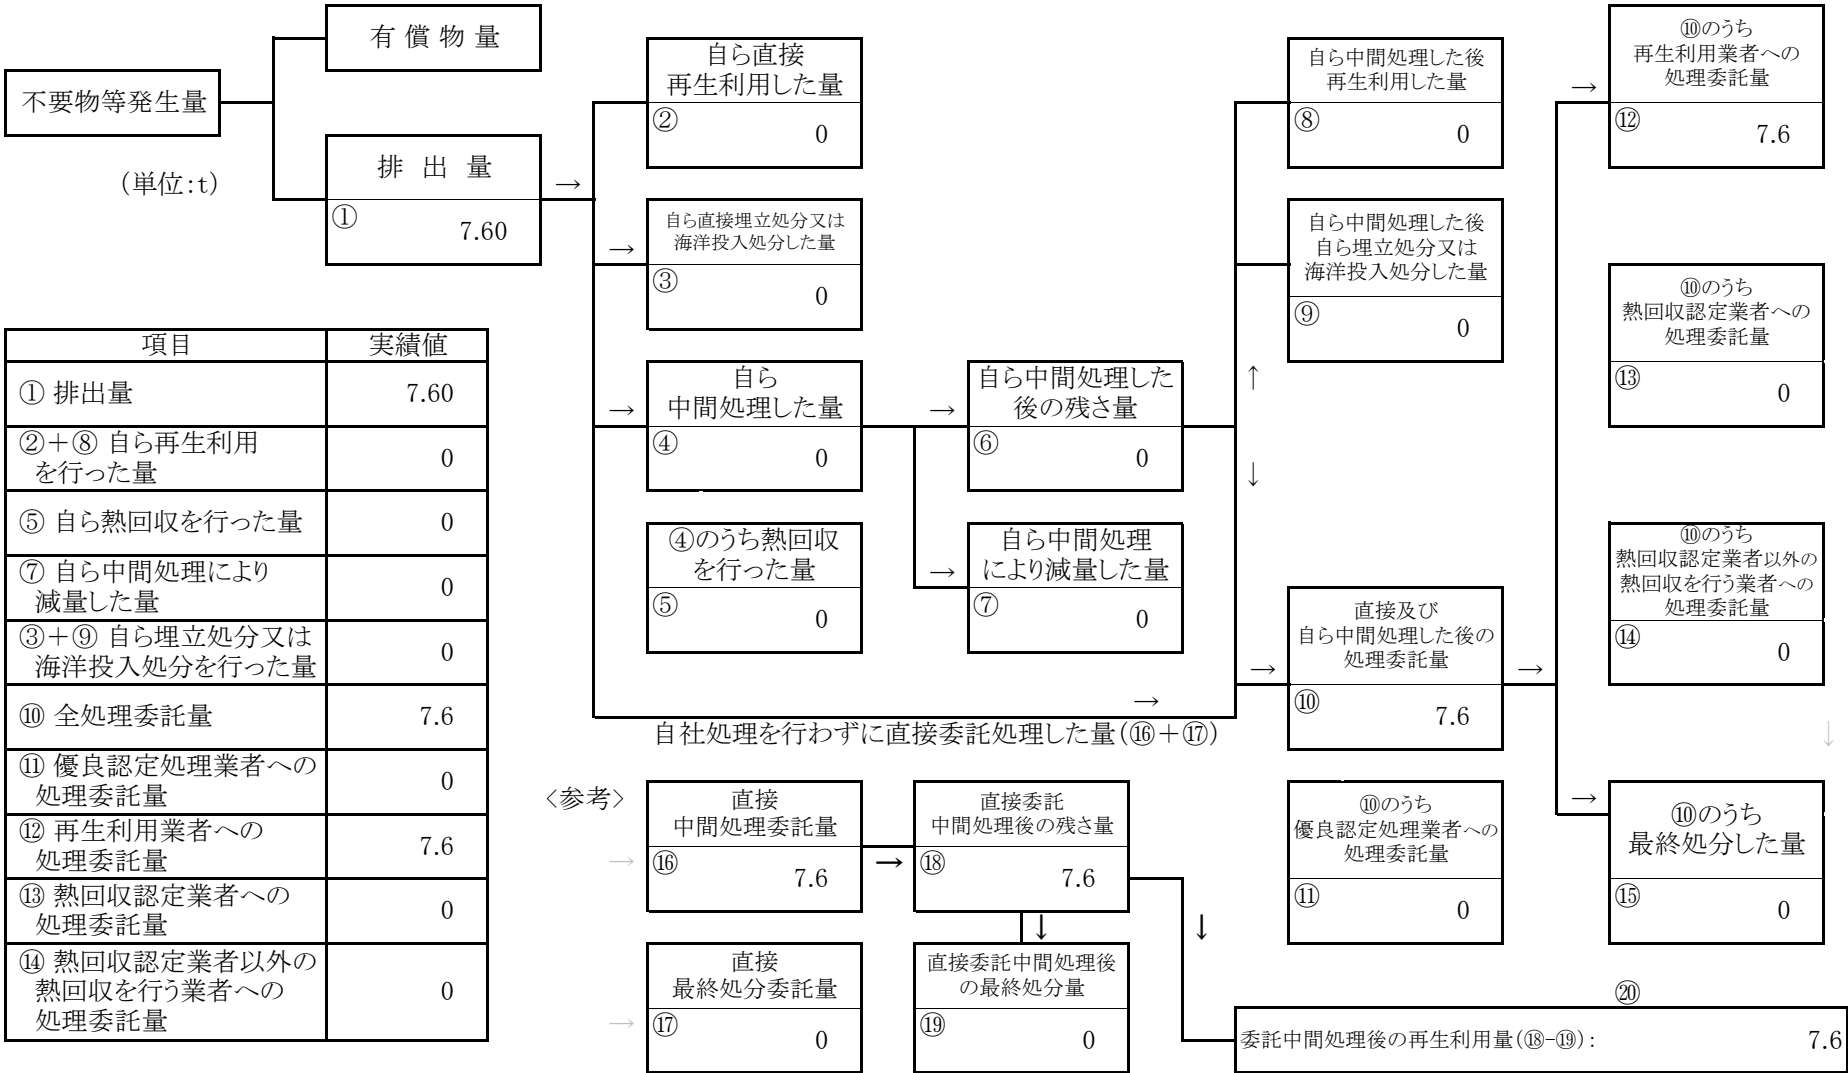 有 償 物 量
不要物等発生量
(単位:t)
排 出 量
①
7.60
→
自ら直接
再生利用した量
②
0
→
自ら直接埋立処分又は
海洋投入処分した量
③
0
→
自ら
中間処理した量
④
0
④のうち熱回収
を行った量
⑤
0
→
自ら中間処理した
後の残さ量
⑥
0
→
自ら中間処理
により減量した量
⑦
0
↑
↓
自ら中間処理した後
再生利用した量
⑧
0
自ら中間処理した後
自ら埋立処分又は
海洋投入処分した量
⑨
0
→
自社処理を行わずに直接委託処理した量(⑯+⑰)
→
直接及び
自ら中間処理した後の
処理委託量
⑩
7.6
→
⑩のうち
優良認定処理業者への
処理委託量
⑪
0
→
⑩のうち
再生利用業者への
処理委託量
⑫
7.6
⑩のうち
熱回収認定業者への
処理委託量
⑬
0
⑩のうち
熱回収認定業者以外の
熱回収を行う業者への
処理委託量
⑭
0
↓
→
⑩のうち
最終処分した量
⑮
0
項目 実績値
① 排出量 7.60
②+⑧ 自ら再生利用
を行った量 0
⑤ 自ら熱回収を行った量 0
⑦ 自ら中間処理により
減量した量 0
③+⑨ 自ら埋立処分又は
海洋投入処分を行った量 0
⑩ 全処理委託量 7.6
⑪ 優良認定処理業者への
処理委託量 0
⑫ 再生利用業者への
処理委託量 7.6
⑬ 熱回収認定業者への
処理委託量 0
⑭ 熱回収認定業者以外の
熱回収を行う業者への
処理委託量 0
<参考>
→
直接
中間処理委託量
⑯
7.6
→
直接委託
中間処理後の残さ量
⑱
7.6
↓
↓
→
直接
最終処分委託量
⑰
0
直接委託中間処理後
の最終処分量
⑲
0
⑳
委託中間処理後の再生利用量(⑱-⑲): 7.6